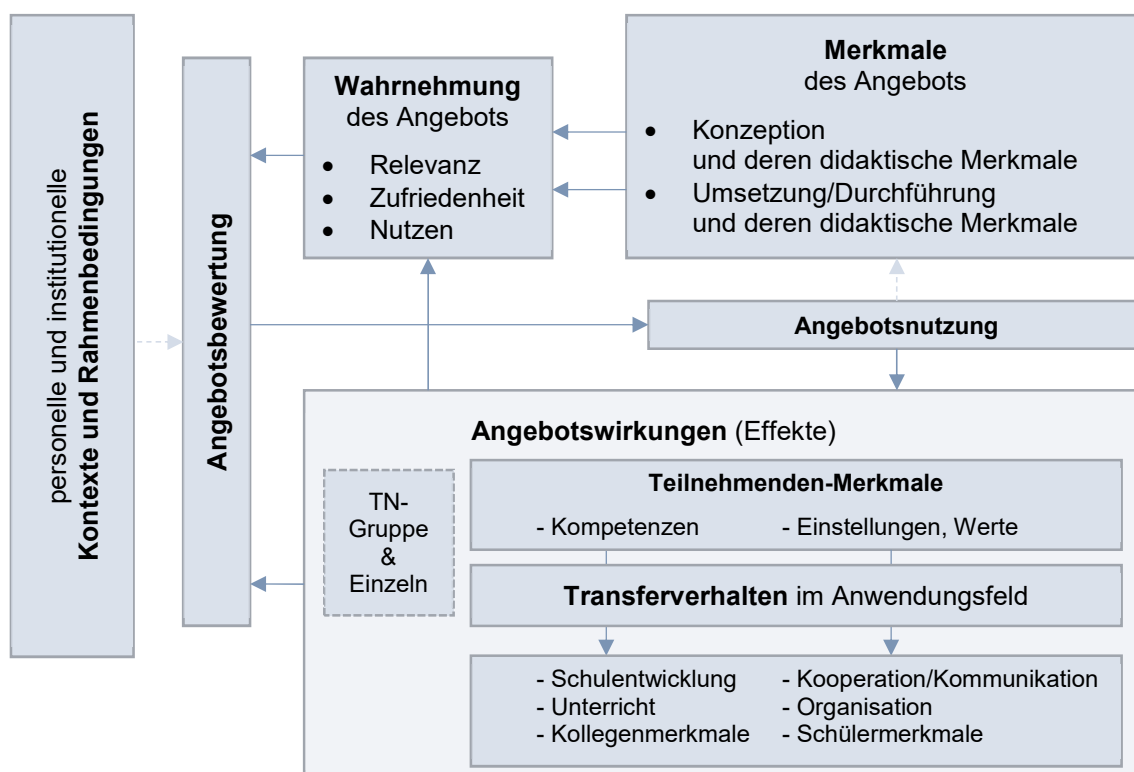 personelle und institutionelle
Kontexte und Rahmenbedingungen
Angebotsbewertung
Wahrnehmung
des Angebots
• Relevanz
• Zufriedenheit
• Nutzen
Merkmale
des Angebots
• Konzeption
und deren didaktische Merkmale
• Umsetzung/Durchführung
und deren didaktische Merkmale
Angebotsnutzung
Angebotswirkungen (Effekte)
TN-
Gruppe
&
Einzeln
Teilnehmenden-Merkmale
- Kompetenzen
- Einstellungen, Werte
Transferverhalten im Anwendungsfeld
- Schulentwicklung
- Unterricht
- Kollegenmerkmale
- Kooperation/Kommunikation
- Organisation
- Schülermerkmale